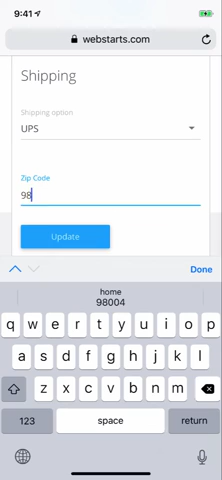 9:41
webstarts.com
Shipping
Shipping option
UPS
Zip Code
98
Update
Done
home
98004
q w e r t y u i o p
a s d f g h j k l
z x c v b n m
123 space return